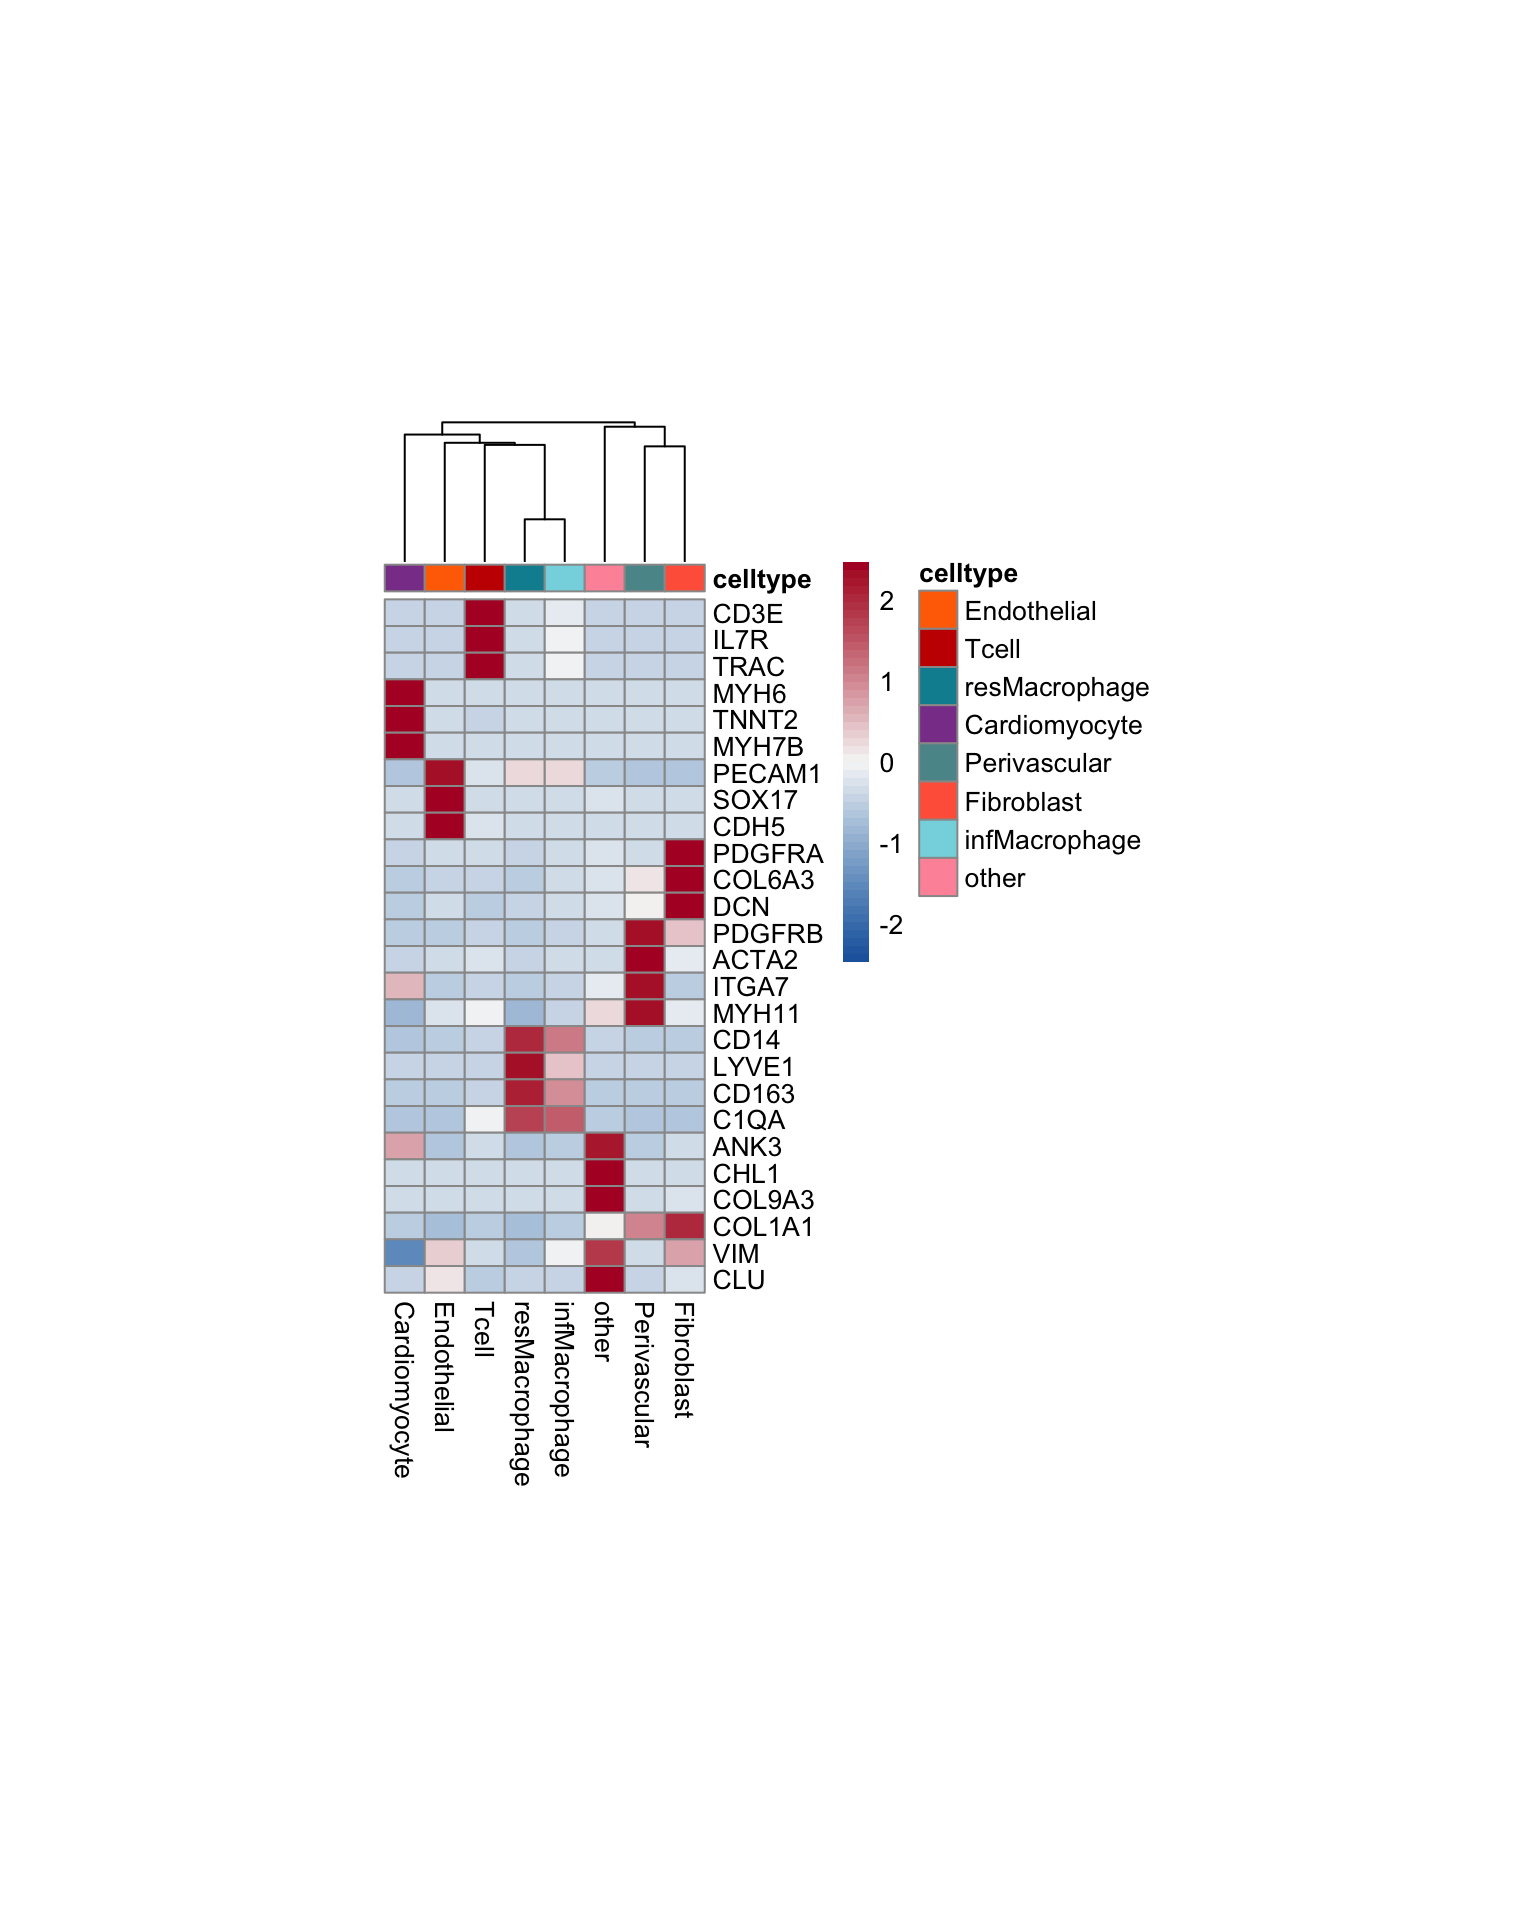 celltype
CD3E
IL7R
TRAC
MYH6
TNNT2
MYH7B
PECAM1
SOX17
CDH5
PDGFRA
COL6A3
DCN
PDGFRB
ACTA2
ITGA7
MYH11
CD14
LYVE1
CD163
C1QA
ANK3
CHL1
COL9A3
COL1A1
VIM
CLU
Cardiomyocyte
Endothelial
Tcell
resMacrophage
infMacrophage
other
Perivascular
Fibroblast
2
1
0
-1
-2
celltype
Endothelial
Tcell
resMacrophage
Cardiomyocyte
Perivascular
Fibroblast
infMacrophage
other